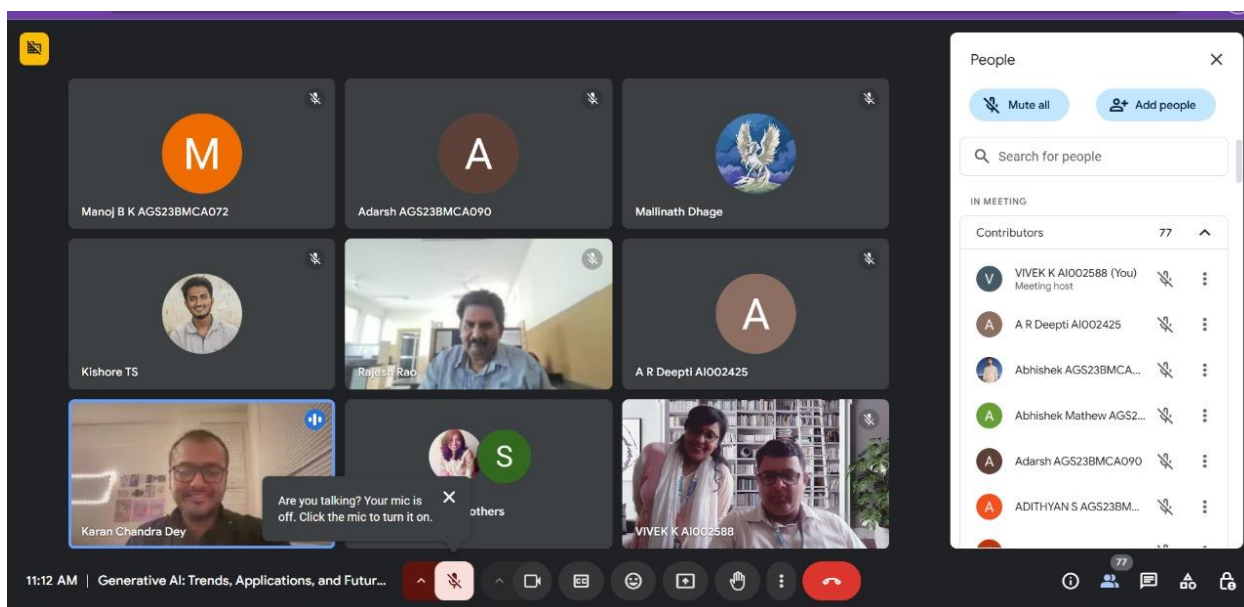 People
Mute all
Add people
Search for people
IN MEETING
Contributors 77
V VIVEK K AI002588 (You)
Meeting host
A A R Deepti AI002425
Abhishek AGS23BMCA...
A Abhishek Mathew AGS2...
A Adarsh AGS23BMCA090
A ADITHYAN S AGS23BM...
M
Manoj B K AGS23BMCA072
A
Adarsh AGS23BMCA090
Mallinath Dhage
Kishore TS
Rajesh Rao
A
A R Deepti AI002425
Karan Chandra Dey
S
others
VIVEK K AI002588
Are you talking? Your mic is
off. Click the mic to turn it on.
11:12 AM | Generative AI: Trends, Applications, and Futur...
CC
77